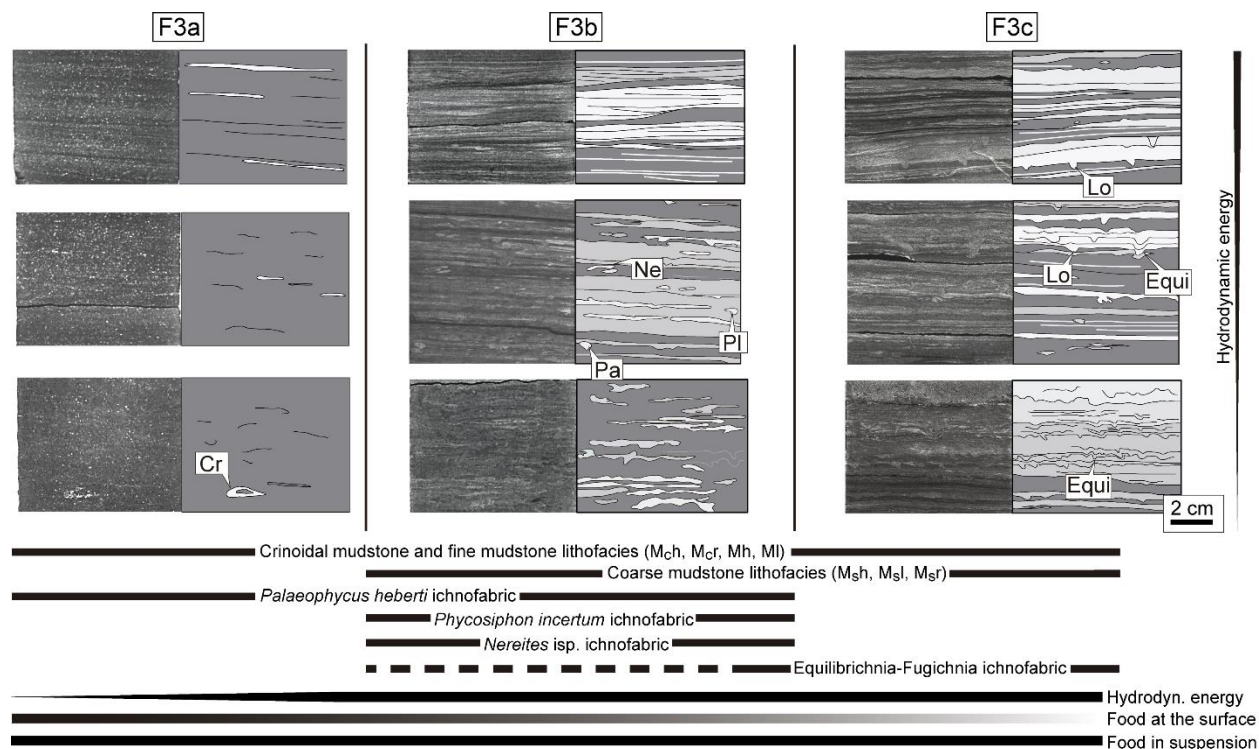 F3a
F3b
F3c
Lo
Ne
Pl
Pa
Lo
Equi
Cr
Equi
2 cm
Hydrodynamic energy
Crinoidal mudstone and fine mudstone lithofacies (Mch, Mcr, Mh, Ml)
Coarse mudstone lithofacies (Msh, Msl, Msr)
Palaeophycus heberti ichnofabric
Phycosiphon incertum ichnofabric
Nereites isp. ichnofabric
Equilibrichnia-Fugichnia ichnofabric
Hydrodyn. energy
Food at the surface
Food in suspension